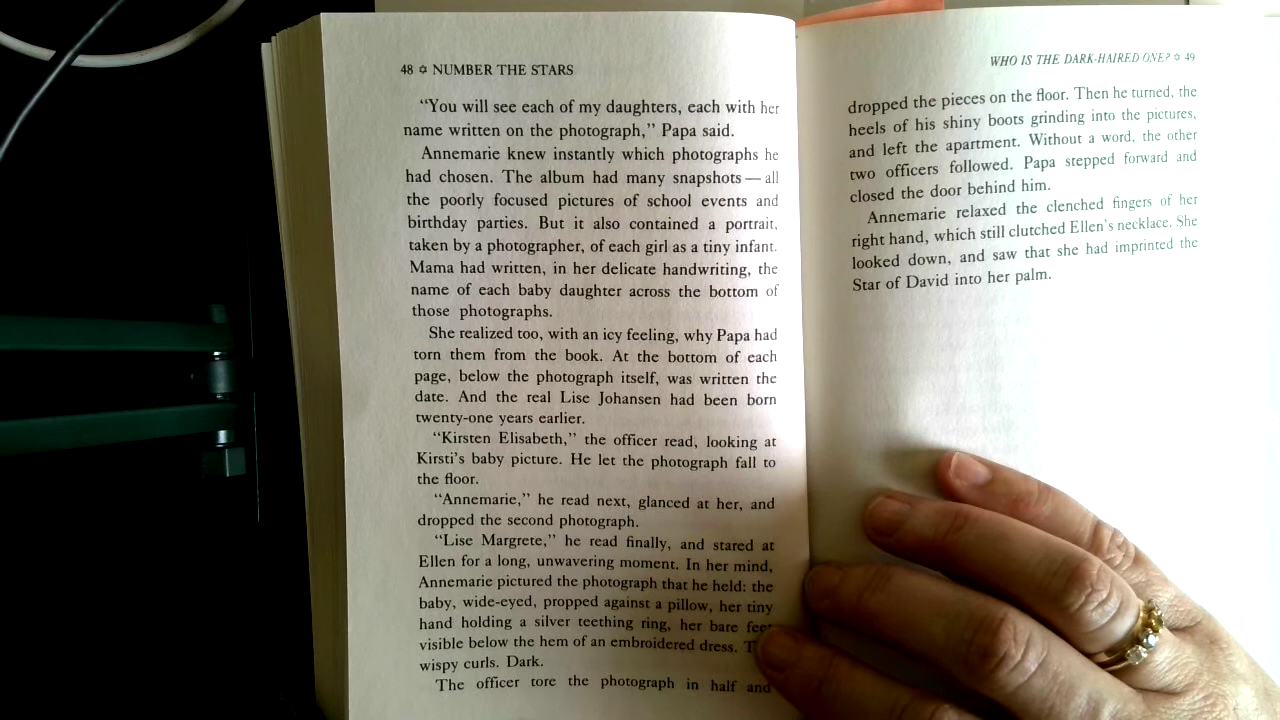 48 ✡ NUMBER THE STARS
“You will see each of my daughters, each with her
name written on the photograph,” Papa said.
Annemarie knew instantly which photographs he
had chosen. The album had many snapshots — all
the poorly focused pictures of school events and
birthday parties. But it also contained a portrait,
taken by a photographer, of each girl as a tiny infant.
Mama had written, in her delicate handwriting, the
name of each baby daughter across the bottom of
those photographs.
She realized too, with an icy feeling, why Papa had
torn them from the book. At the bottom of each
page, below the photograph itself, was written the
date. And the real Lise Johansen had been born
twenty-one years earlier.
“Kirsten Elisabeth,” the officer read, looking at
Kirsti’s baby picture. He let the photograph fall to
the floor.
“Annemarie,” he read next, glanced at her, and
dropped the second photograph.
“Lise Margrete,” he read finally, and stared at
Ellen for a long, unwavering moment. In her mind,
Annemarie pictured the photograph that he held: the
baby, wide-eyed, propped against a pillow, her tiny
hand holding a silver teething ring, her bare feet
visible below the hem of an embroidered dress.
wispy curls. Dark.
The officer tore the photograph in half and
WHO IS THE DARK-HAIRED ONE? ✡ 49
dropped the pieces on the floor. Then he turned, the
heels of his shiny boots grinding into the pictures,
and left the apartment. Without a word, the other
two officers followed. Papa stepped forward and
closed the door behind him.
Annemarie relaxed the clenched fingers of her
right hand, which still clutched Ellen’s necklace. She
looked down, and saw that she had imprinted the
Star of David into her palm.